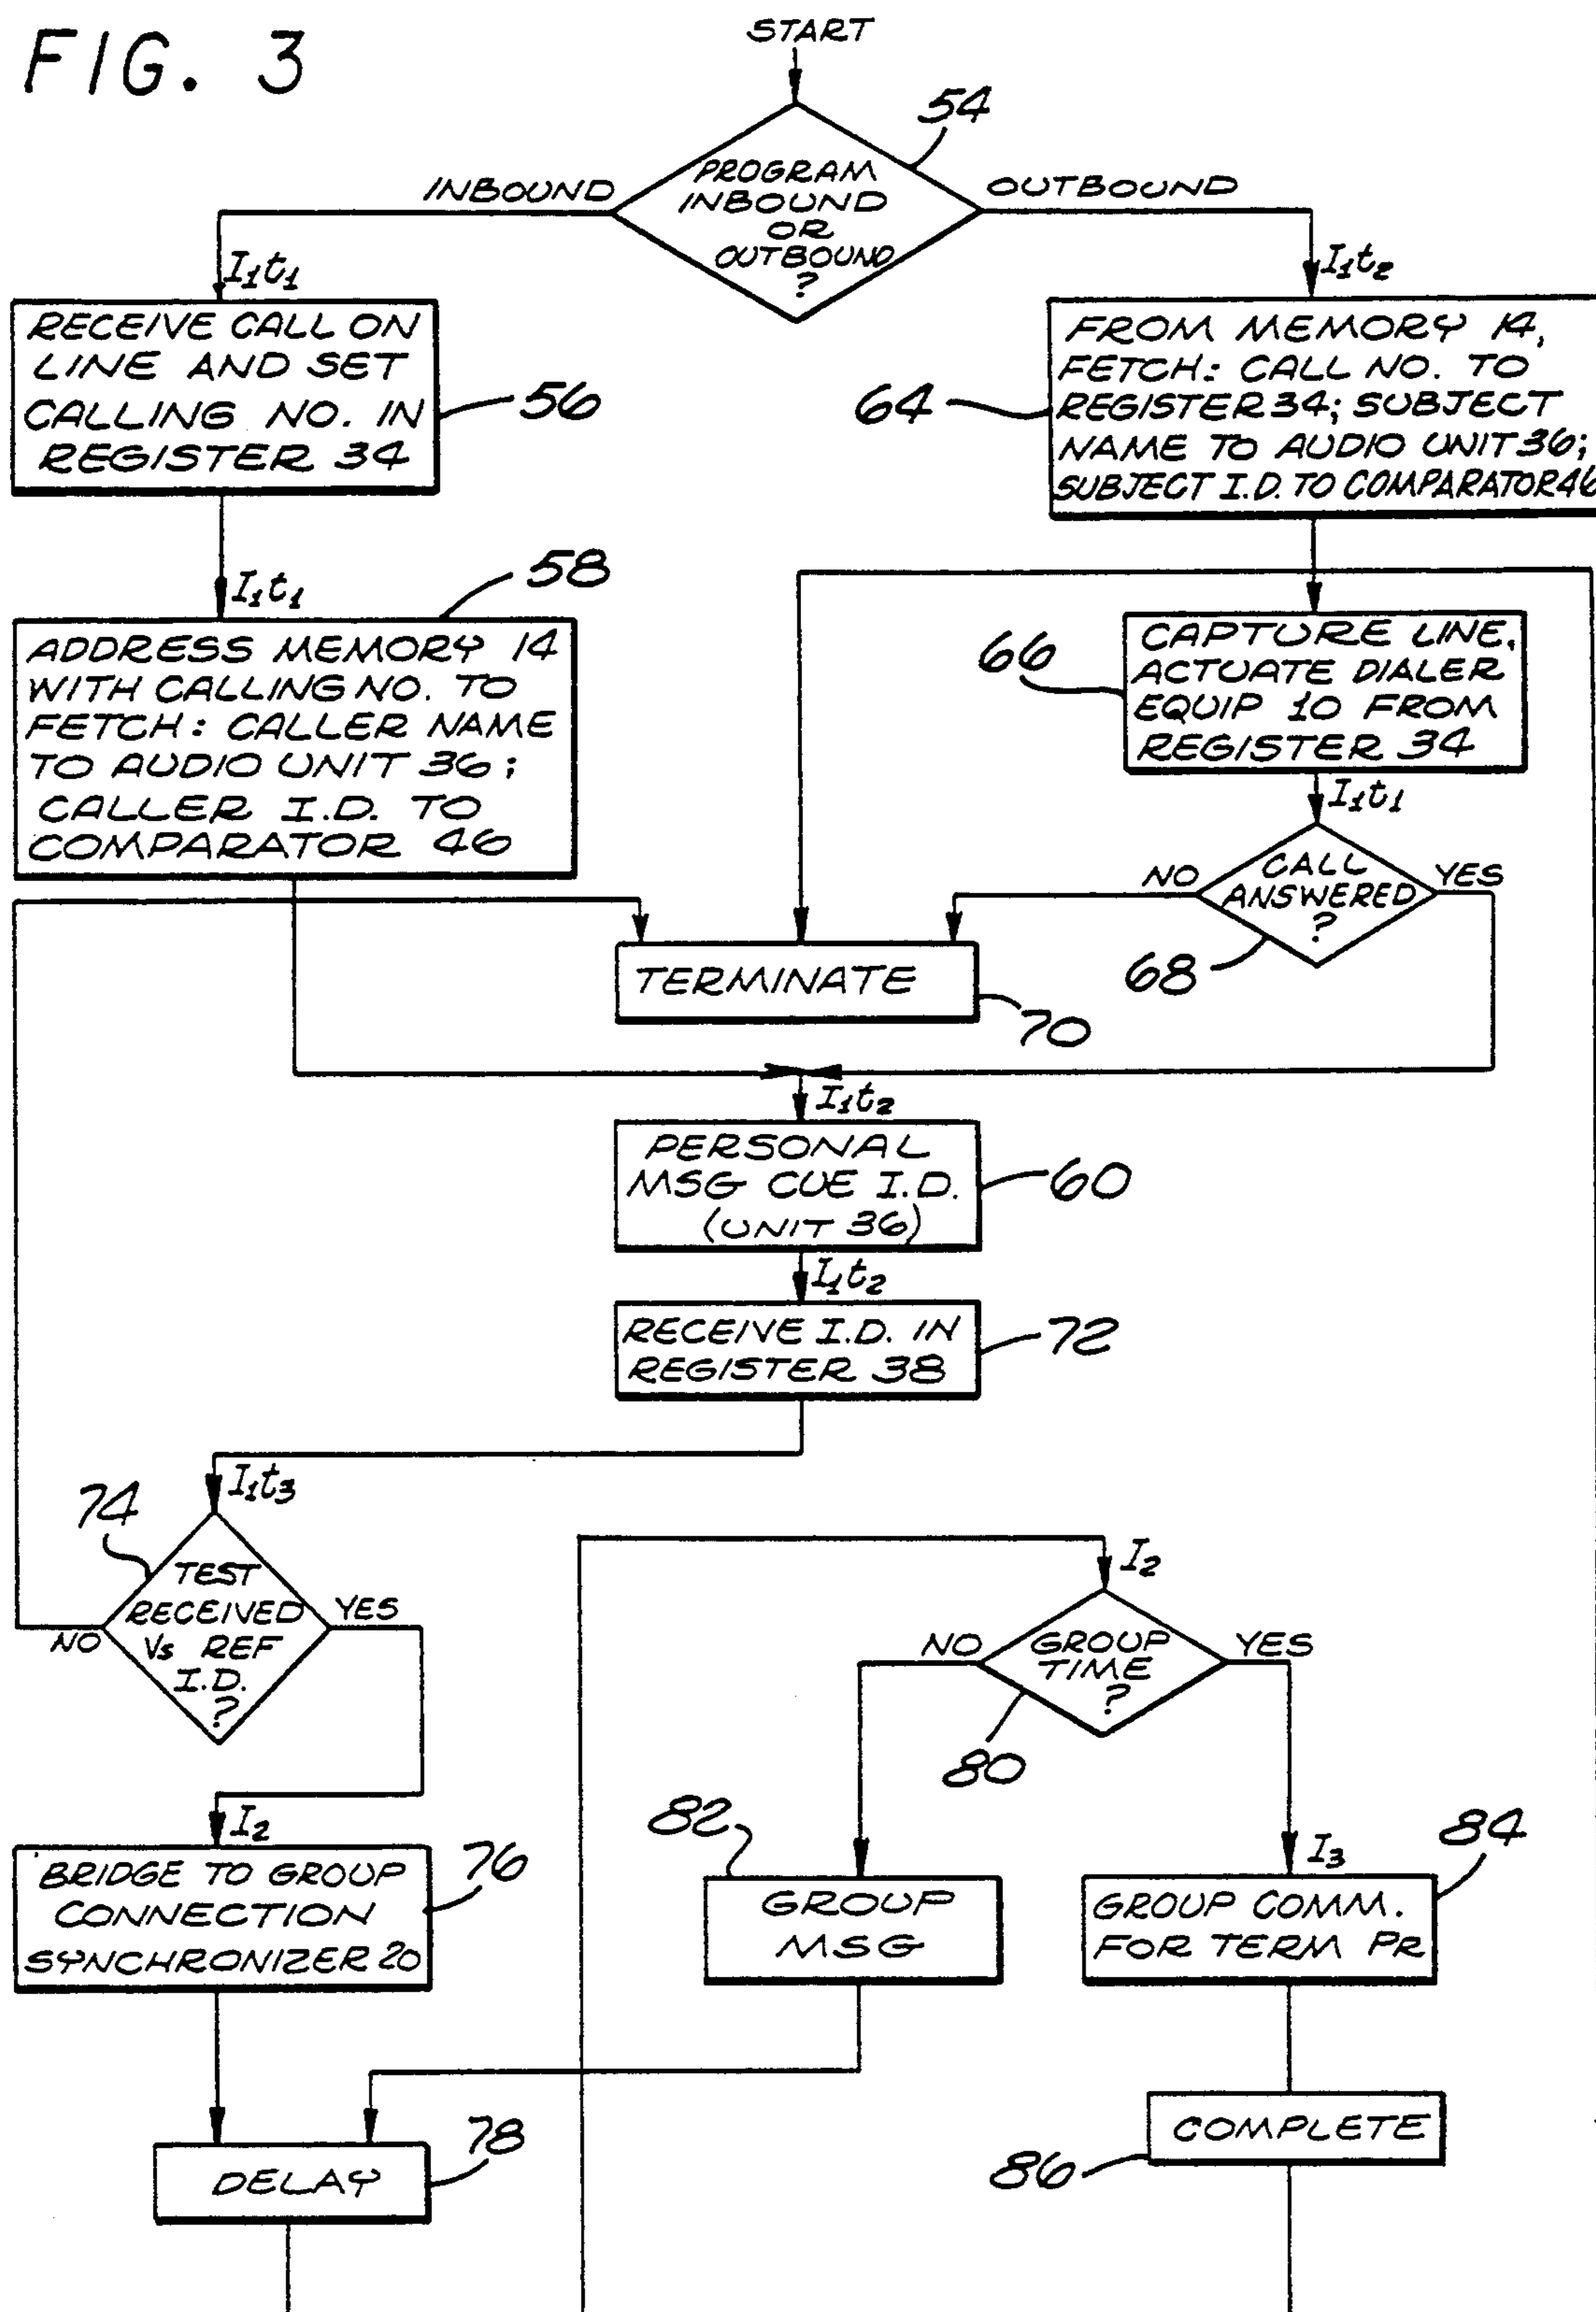 FIG. 3
START
54
PROGRAM
INBOUND
OR
OUTBOUND
?
INBOUND
OUTBOUND
I₁t₁
I₁t₂
RECEIVE CALL ON
LINE AND SET
CALLING NO. IN
REGISTER 34
56
64
FROM MEMORY 14,
FETCH: CALL NO. TO
REGISTER 34; SUBJECT
NAME TO AUDIO UNIT 36;
SUBJECT I.D. TO COMPARATOR 46
I₁t₁
58
ADDRESS MEMORY 14
WITH CALLING NO. TO
FETCH: CALLER NAME
TO AUDIO UNIT 36;
CALLER I.D. TO
COMPARATOR 46
66
CAPTURE LINE,
ACTUATE DIALER
EQUIP 10 FROM
REGISTER 34
I₁t₁
CALL
ANSWERED
?
NO
YES
68
TERMINATE
70
I₁t₂
PERSONAL
MSG CUE I.D.
(UNIT 36)
60
I₁t₂
RECEIVE I.D. IN
REGISTER 38
72
I₁t₃
74
TEST
RECEIVED
Vs REF
I.D.
?
NO
YES
I₂
GROUP
TIME
?
NO
YES
80
I₂
BRIDGE TO GROUP
CONNECTION
SYNCHRONIZER 20
76
82
GROUP
MSG
I₃
84
GROUP COMM.
FOR TERM PR
DELAY
78
COMPLETE
86